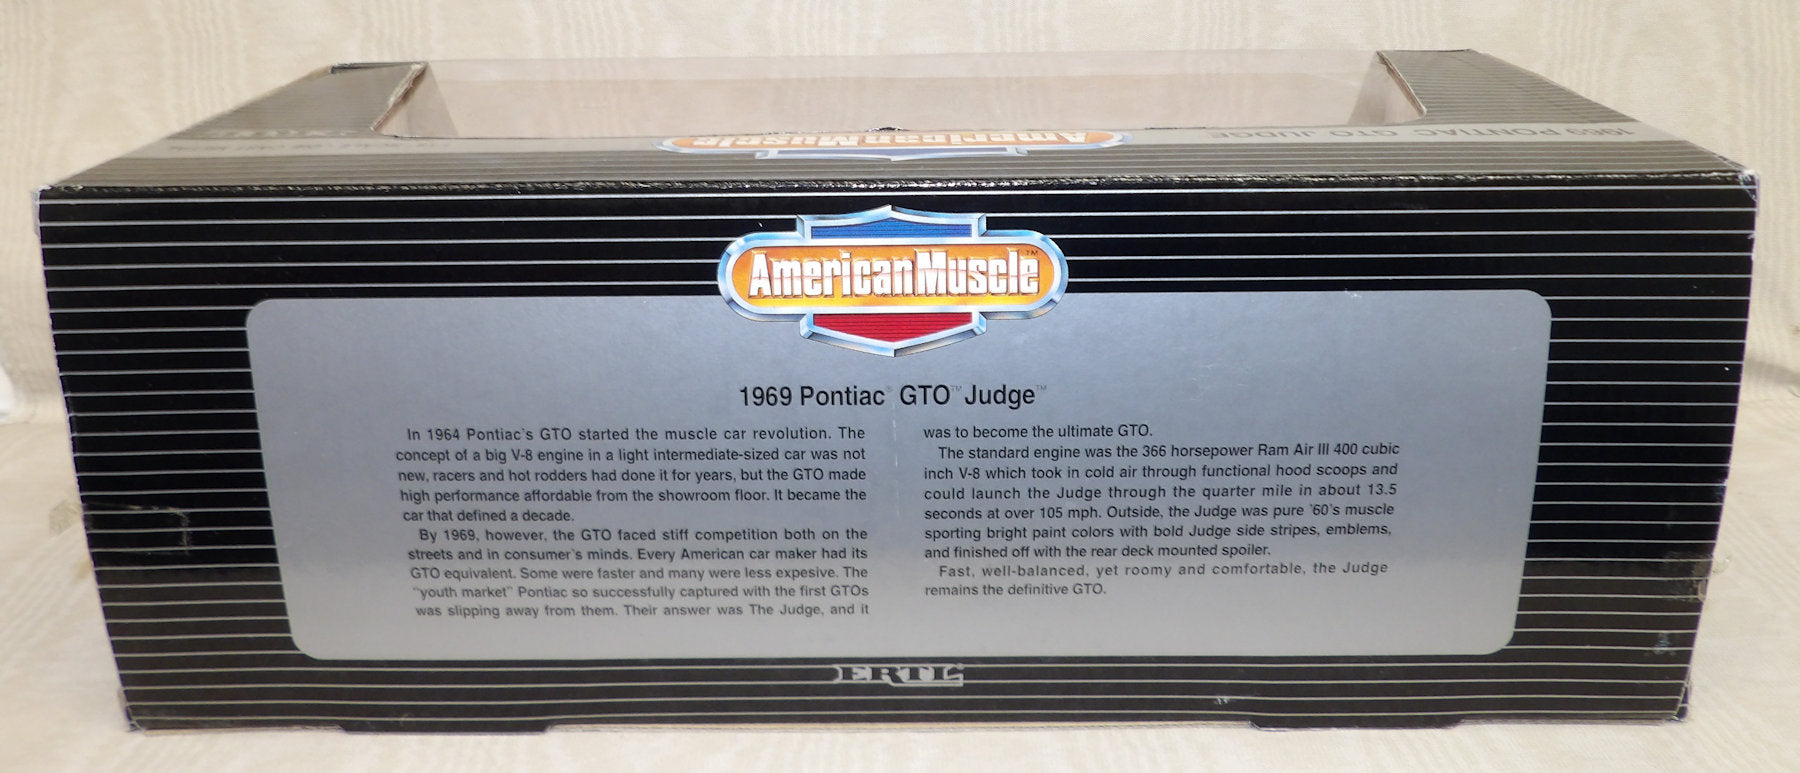 1969 PONTIAC GTO JUDGE
AmericanMuscle
AmericanMuscle™
1969 Pontiac® GTO™ Judge™
In 1964 Pontiac's GTO started the muscle car revolution. The
concept of a big V-8 engine in a light intermediate-sized car was not
new, racers and hot rodders had done it for years, but the GTO made
high performance affordable from the showroom floor. It became the
car that defined a decade.
By 1969, however, the GTO faced stiff competition both on the
streets and in consumer's minds. Every American car maker had its
GTO equivalent. Some were faster and many were less expesive. The
"youth market" Pontiac so successfully captured with the first GTOs
was slipping away from them. Their answer was The Judge, and it
was to become the ultimate GTO.
The standard engine was the 366 horsepower Ram Air III 400 cubic
inch V-8 which took in cold air through functional hood scoops and
could launch the Judge through the quarter mile in about 13.5
seconds at over 105 mph. Outside, the Judge was pure '60's muscle
sporting bright paint colors with bold Judge side stripes, emblems,
and finished off with the rear deck mounted spoiler.
Fast, well-balanced, yet roomy and comfortable, the Judge
remains the definitive GTO.
ERTL